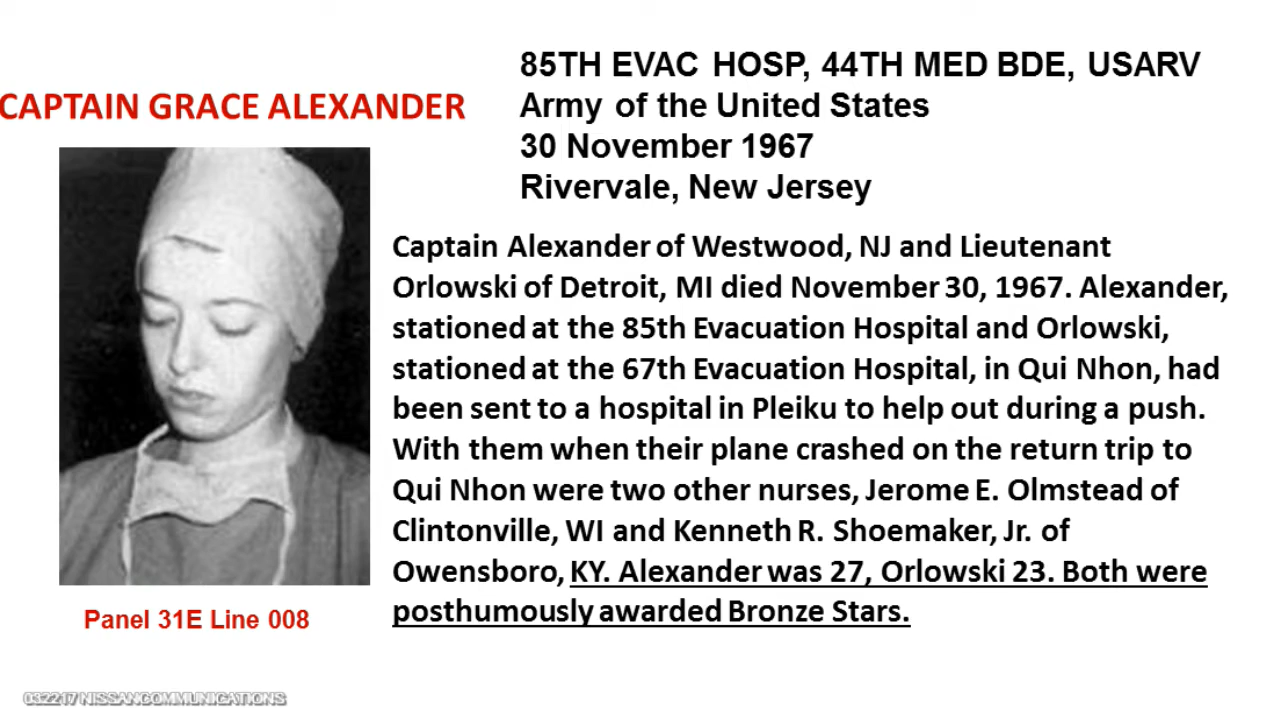 85TH EVAC HOSP, 44TH MED BDE, USARV
Army of the United States
30 November 1967
Rivervale, New Jersey
CAPTAIN GRACE ALEXANDER
Captain Alexander of Westwood, NJ and Lieutenant
Orlowski of Detroit, MI died November 30, 1967. Alexander,
stationed at the 85th Evacuation Hospital and Orlowski,
stationed at the 67th Evacuation Hospital, in Qui Nhon, had
been sent to a hospital in Pleiku to help out during a push.
With them when their plane crashed on the return trip to
Qui Nhon were two other nurses, Jerome E. Olmstead of
Clintonville, WI and Kenneth R. Shoemaker, Jr. of
Owensboro, KY. Alexander was 27, Orlowski 23. Both were
posthumously awarded Bronze Stars.
Panel 31E Line 008
032217 NISSANCOMMUNICATIONS